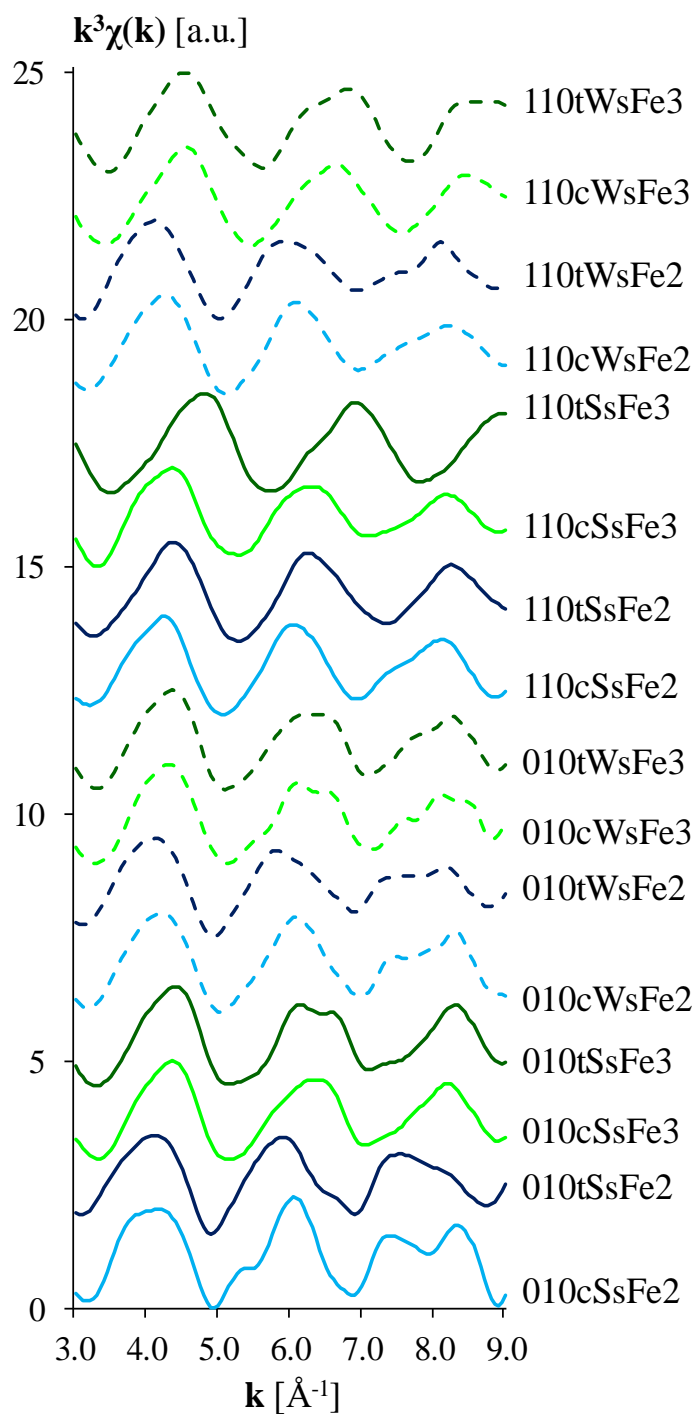 k³χ(k) [a.u.]
25
110tWsFe3
110cWsFe3
110tWsFe2
20
110cWsFe2
110tSsFe3
110cSsFe3
15
110tSsFe2
110cSsFe2
010tWsFe3
10
010cWsFe3
010tWsFe2
010cWsFe2
5
010tSsFe3
010cSsFe3
010tSsFe2
010cSsFe2
0
3.0 4.0 5.0 6.0 7.0 8.0 9.0
k [Å⁻¹]